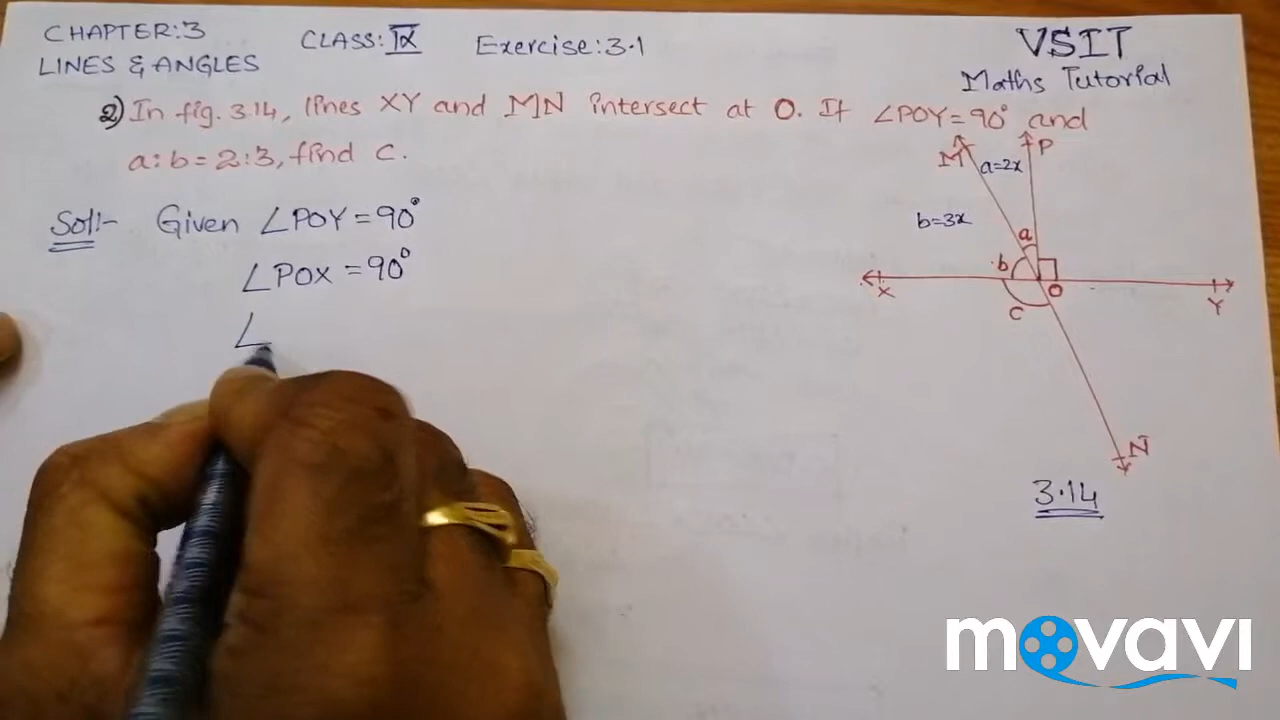 CHAPTER:3 CLASS: IX Exercise:3.1 VSIT
LINES & ANGLES Maths Tutorial
2) In fig. 3.14, lines XY and MN intersect at O. If ∠POY=90° and
a:b=2:3, find c.
Sol:- Given ∠POY=90°
∠POX=90°
∠
M a=2x P
b=3x
a
b
X O Y
c
N
3.14
movavi